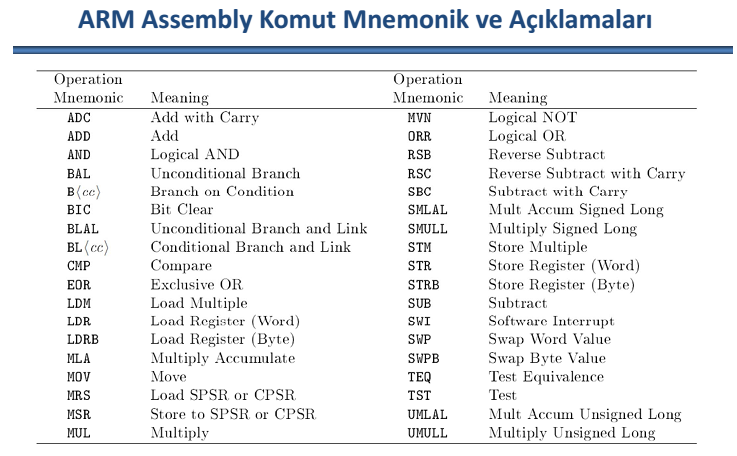 ARM Assembly Komut Mnemonik ve Açıklamaları
Operation Operation
Mnemonic Meaning Mnemonic Meaning
ADC Add with Carry MVN Logical NOT
ADD Add ORR Logical OR
AND Logical AND RSB Reverse Subtract
BAL Unconditional Branch RSC Reverse Subtract with Carry
B⟨cc⟩ Branch on Condition SBC Subtract with Carry
BIC Bit Clear SMLAL Mult Accum Signed Long
BLAL Unconditional Branch and Link SMULL Multiply Signed Long
BL⟨cc⟩ Conditional Branch and Link STM Store Multiple
CMP Compare STR Store Register (Word)
EOR Exclusive OR STRB Store Register (Byte)
LDM Load Multiple SUB Subtract
LDR Load Register (Word) SWI Software Interrupt
LDRB Load Register (Byte) SWP Swap Word Value
MLA Multiply Accumulate SWPB Swap Byte Value
MOV Move TEQ Test Equivalence
MRS Load SPSR or CPSR TST Test
MSR Store to SPSR or CPSR UMLAL Mult Accum Unsigned Long
MUL Multiply UMULL Multiply Unsigned Long